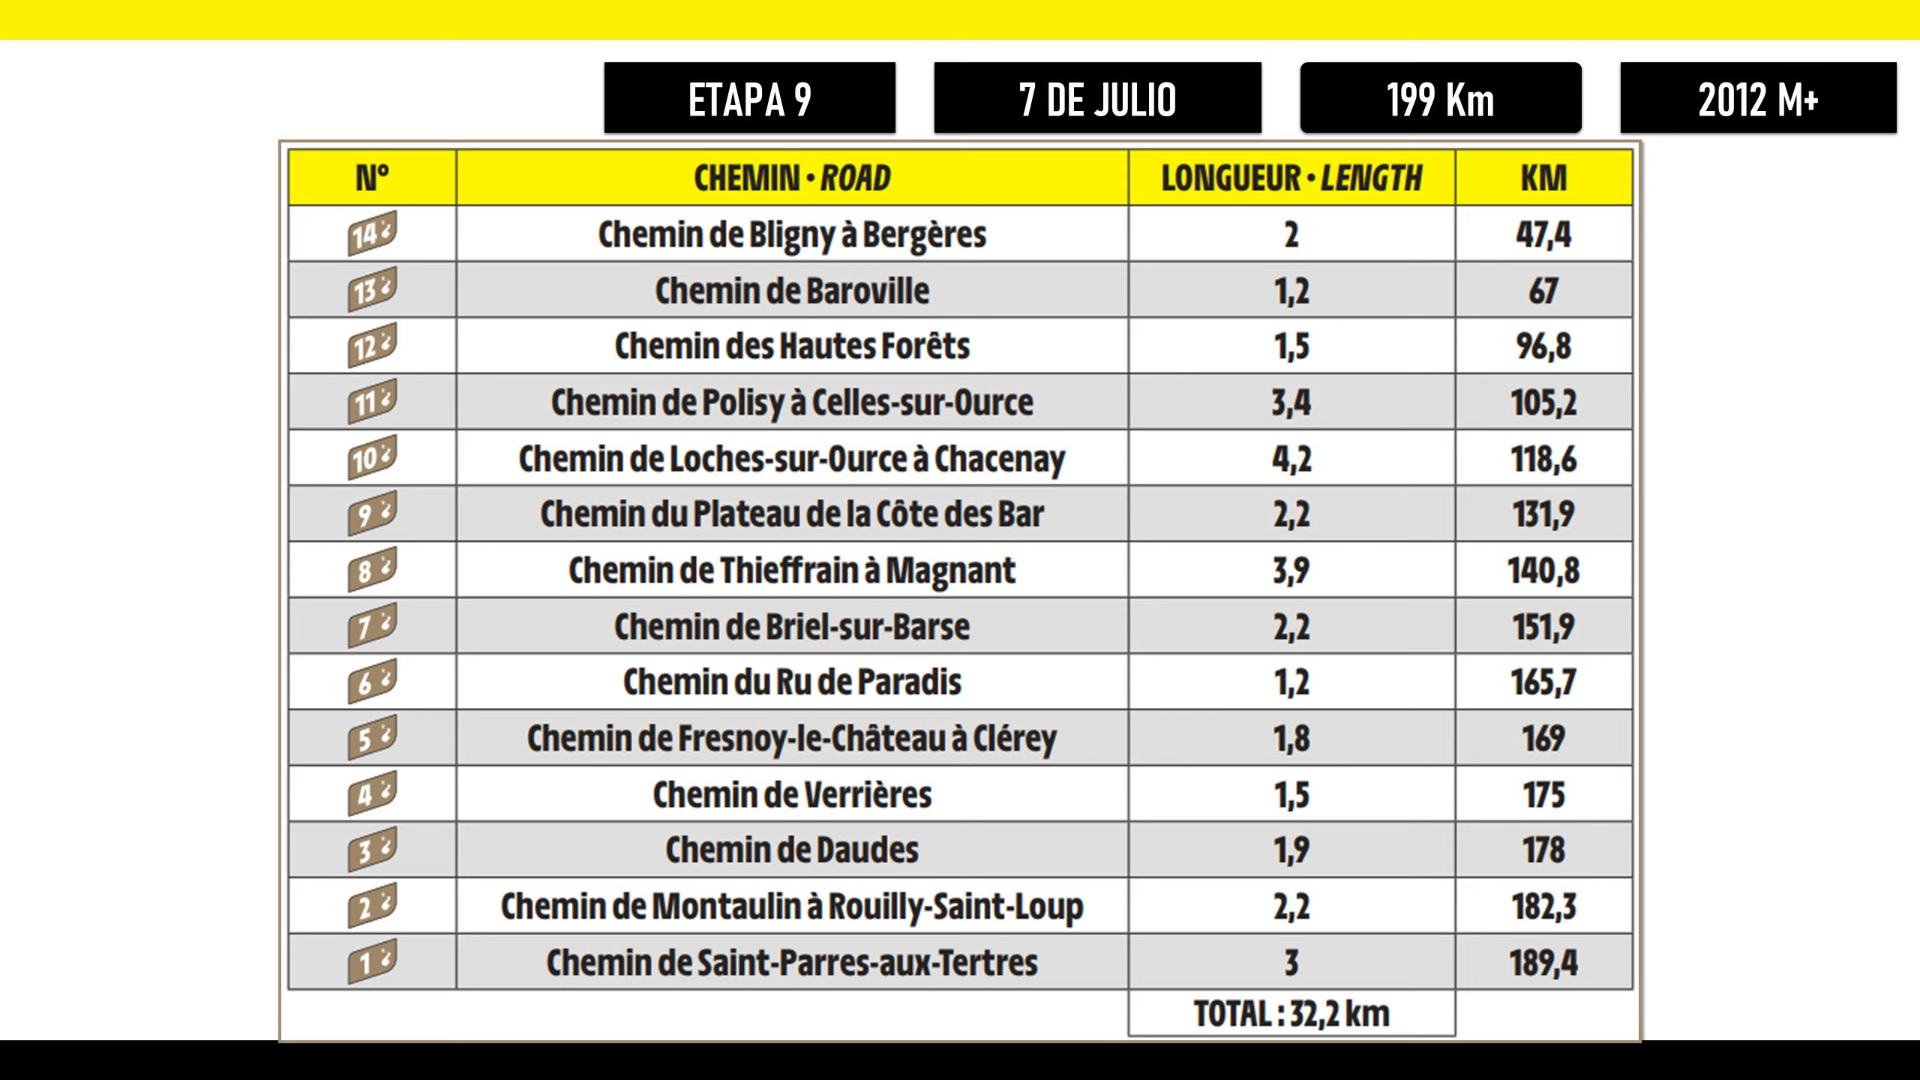 ETAPA 9 7 DE JULIO 199 Km 2012 M+
N° CHEMIN • ROAD LONGUEUR • LENGTH KM
14 Chemin de Bligny à Bergères 2 47,4
13 Chemin de Baroville 1,2 67
12 Chemin des Hautes Forêts 1,5 96,8
11 Chemin de Polisy à Celles-sur-Ource 3,4 105,2
10 Chemin de Loches-sur-Ource à Chacenay 4,2 118,6
9 Chemin du Plateau de la Côte des Bar 2,2 131,9
8 Chemin de Thieffrain à Magnant 3,9 140,8
7 Chemin de Briel-sur-Barse 2,2 151,9
6 Chemin du Ru de Paradis 1,2 165,7
5 Chemin de Fresnoy-le-Château à Clérey 1,8 169
4 Chemin de Verrières 1,5 175
3 Chemin de Daudes 1,9 178
2 Chemin de Montaulin à Rouilly-Saint-Loup 2,2 182,3
1 Chemin de Saint-Parres-aux-Tertres 3 189,4
TOTAL : 32,2 km